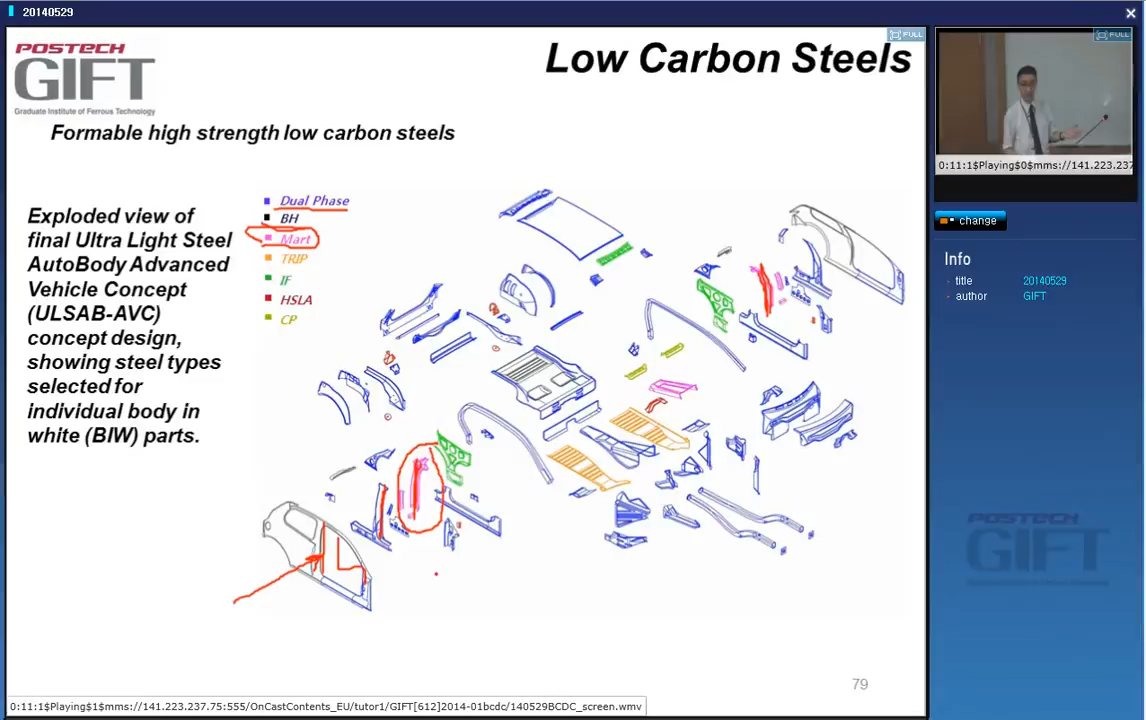 20140529
POSTECH
GIFT
Graduate Institute of Ferrous Technology
FULL
Low Carbon Steels
Formable high strength low carbon steels
Exploded view of
final Ultra Light Steel
AutoBody Advanced
Vehicle Concept
(ULSAB-AVC)
concept design,
showing steel types
selected for
individual body in
white (BIW) parts.
Dual Phase
BH
Mart
TRIP
IF
HSLA
CP
79
0:11:1$Playing$1$mms://141.223.237.75:555/OnCastContents_EU/tutor1/GIFT[612]2014-01bcdc/140529BCDC_screen.wmv
FULL
0:11:1$Playing$0$mms://141.223.237
change
Info
title 20140529
author GIFT
POSTECH
GIFT